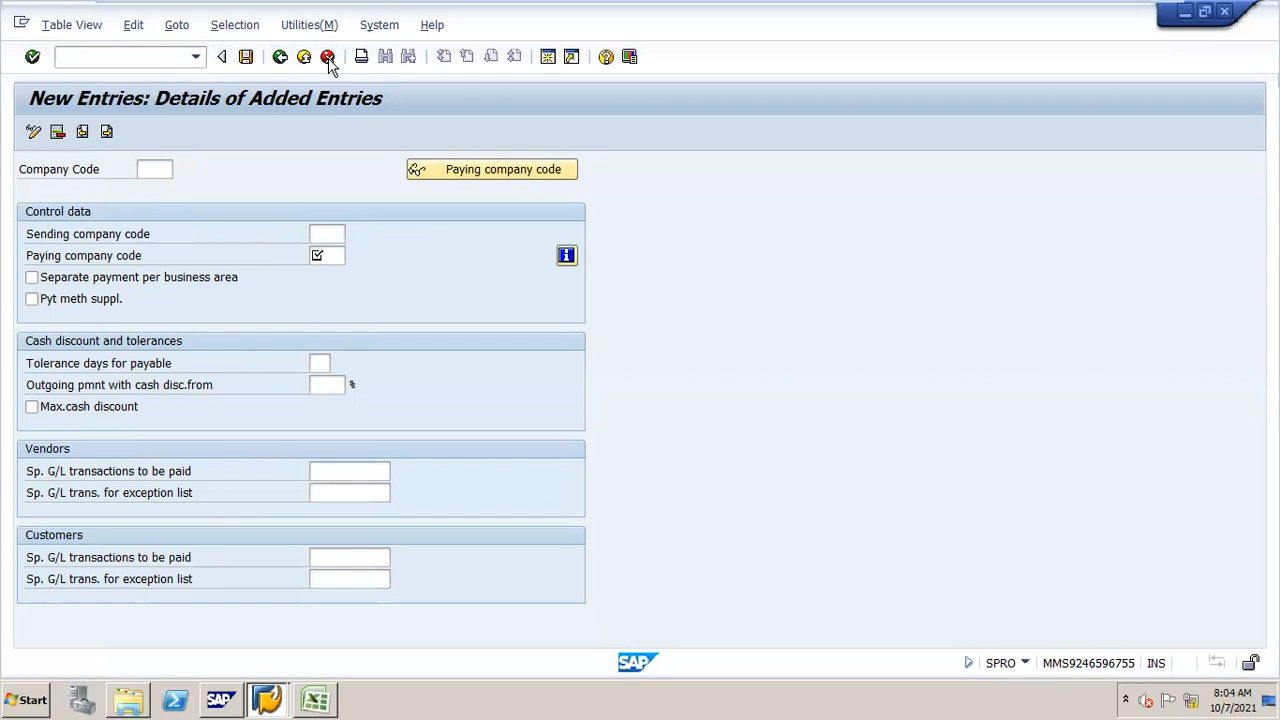 Table View Edit Goto Selection Utilities(M) System Help
New Entries: Details of Added Entries
Company Code Paying company code
Control data
Sending company code
Paying company code
Separate payment per business area
Pyt meth suppl.
Cash discount and tolerances
Tolerance days for payable
Outgoing pmnt with cash disc.from %
Max.cash discount
Vendors
Sp. G/L transactions to be paid
Sp. G/L trans. for exception list
Customers
Sp. G/L transactions to be paid
Sp. G/L trans. for exception list
SAP SPRO MMS9246596755 INS
Start SAP 8:04 AM
10/7/2021